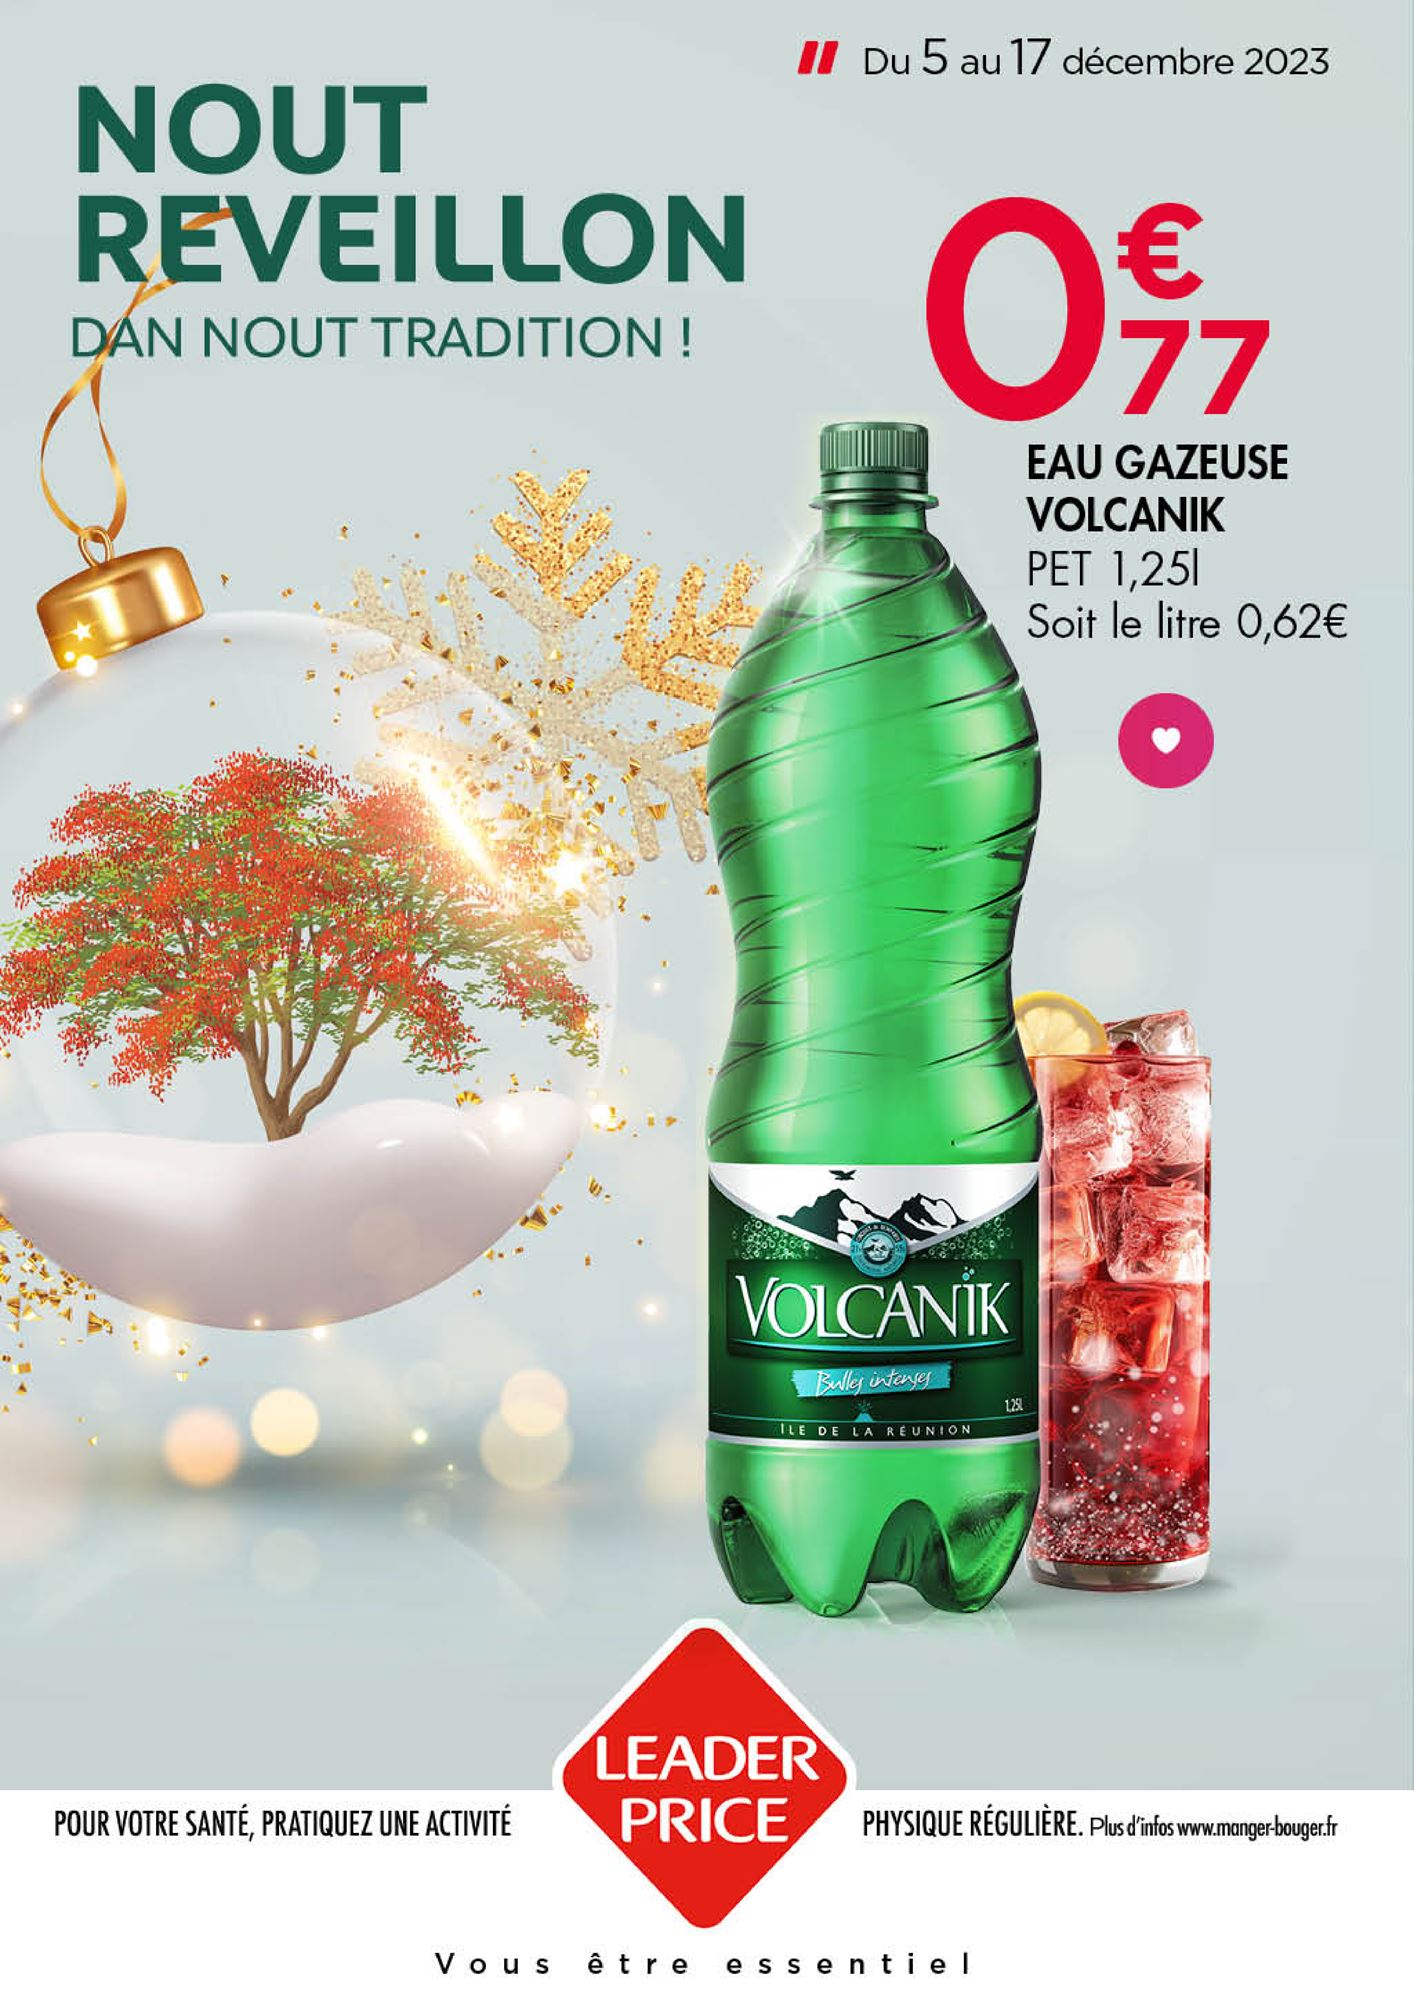 Du 5 au 17 décembre 2023
NOUT
REVEILLON
DAN NOUT TRADITION !
0€77
EAU GAZEUSE
VOLCANIK
PET 1,25l
Soit le litre 0,62€
VOLCANIK
Bulles intenses
1,25L
ILE DE LA RÉUNION
LEADER
PRICE
POUR VOTRE SANTÉ, PRATIQUEZ UNE ACTIVITÉ PHYSIQUE RÉGULIÈRE. Plus d'infos www.manger-bouger.fr
Vous être essentiel